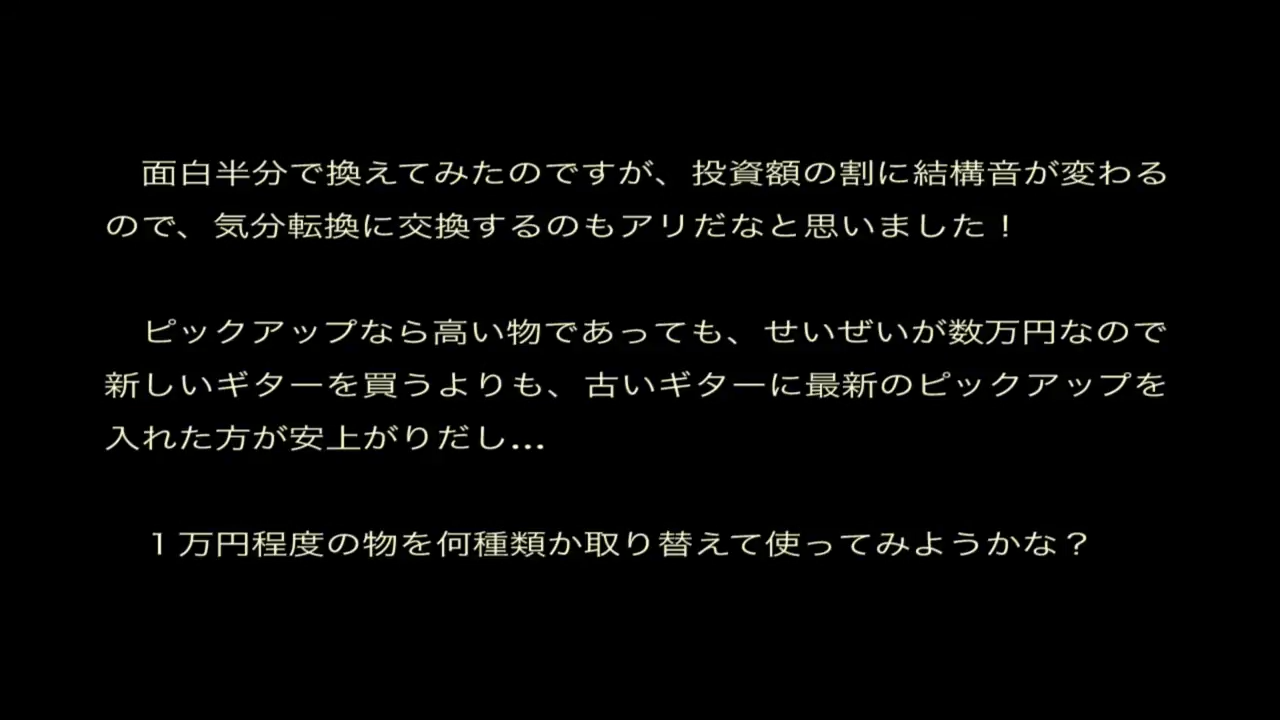 面白半分で換えてみたのですが、投資額の割に結構音が変わる
ので、気分転換に交換するのもアリだなと思いました！
ピックアップなら高い物であっても、せいぜいが数万円なので
新しいギターを買うよりも、古いギターに最新のピックアップを
入れた方が安上がりだし…
１万円程度の物を何種類か取り替えて使ってみようかな？